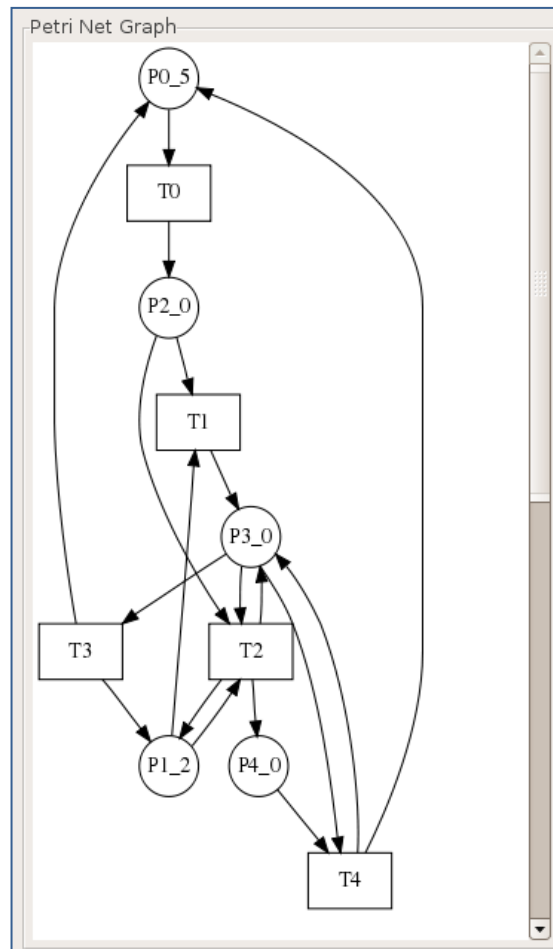 Petri Net Graph
P0_5
T0
P2_0
T1
P3_0
T3
T2
P1_2
P4_0
T4